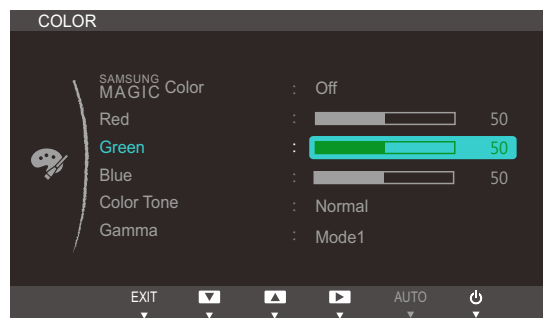 COLOR
SAMSUNG MAGIC Color : Off
Red : 50
Green : 50
Blue : 50
Color Tone : Normal
Gamma : Mode1
EXIT AUTO